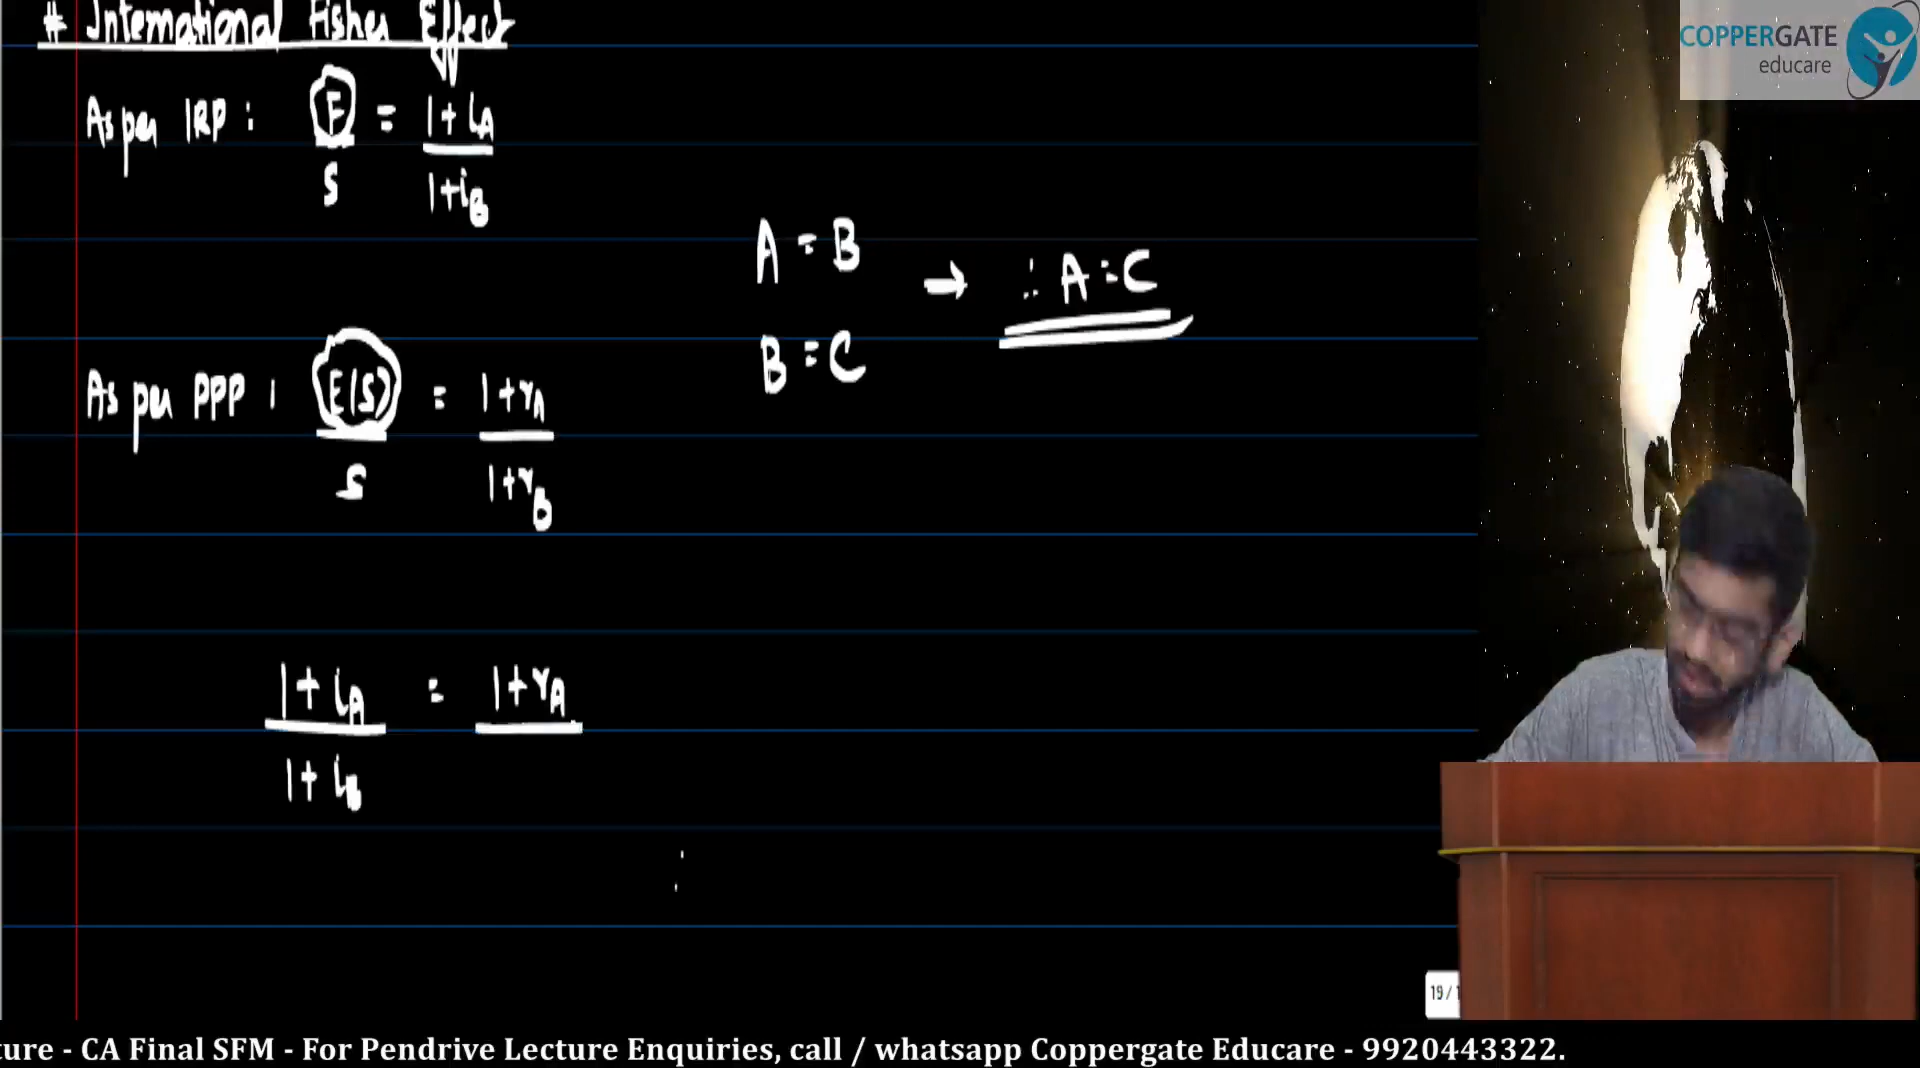 # International Fisher Effect
As per IRP : F/S = 1 + iA / 1 + iB
A = B
B = C
→ ∴ A = C
As per PPP : E(S)/S = 1 + rA / 1 + rB
1 + iA / 1 + iB = 1 + rA
COPPERGATE
educare
19 / 1
ture - CA Final SFM - For Pendrive Lecture Enquiries, call / whatsapp Coppergate Educare - 9920443322.